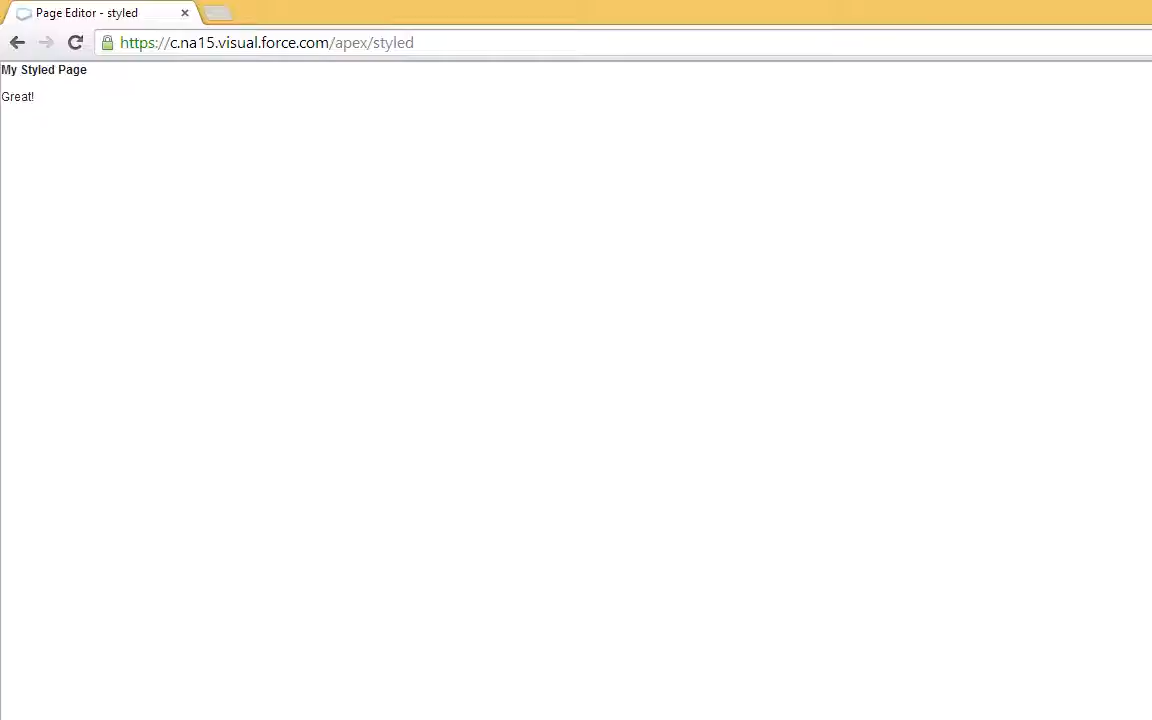 Page Editor - styled
https://c.na15.visual.force.com/apex/styled
My Styled Page
Great!